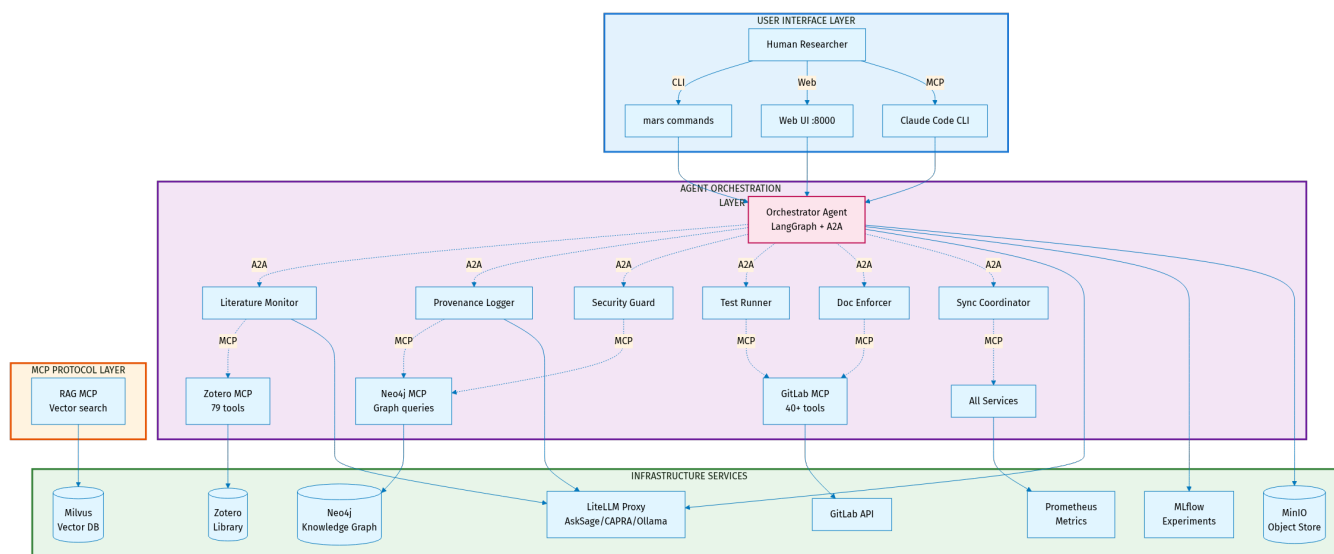 USER INTERFACE LAYER
Human Researcher
CLI
Web
MCP
mars commands
Web UI :8000
Claude Code CLI
AGENT ORCHESTRATION
LAYER
Orchestrator Agent
LangGraph + A2A
A2A
A2A
A2A
A2A
A2A
A2A
Literature Monitor
Provenance Logger
Security Guard
Test Runner
Doc Enforcer
Sync Coordinator
MCP
MCP
MCP
MCP
MCP
MCP
MCP PROTOCOL LAYER
RAG MCP
Vector search
Zotero MCP
79 tools
Neo4j MCP
Graph queries
GitLab MCP
40+ tools
All Services
INFRASTRUCTURE SERVICES
Milvus
Vector DB
Zotero
Library
Neo4j
Knowledge Graph
LiteLLM Proxy
AskSage/CAPRA/Ollama
GitLab API
Prometheus
Metrics
MLflow
Experiments
MinIO
Object Store